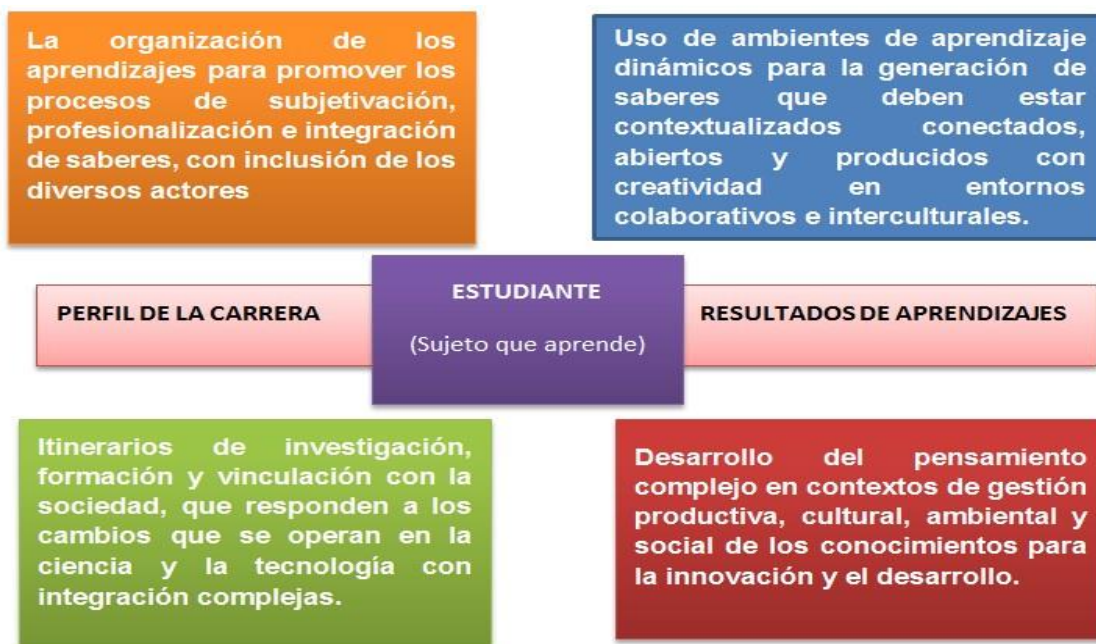 La organización de los
aprendizajes para promover los
procesos de subjetivación,
profesionalización e integración
de saberes, con inclusión de los
diversos actores
Uso de ambientes de aprendizaje
dinámicos para la generación de
saberes que deben estar
contextualizados conectados,
abiertos y producidos con
creatividad en entornos
colaborativos e interculturales.
PERFIL DE LA CARRERA
ESTUDIANTE
(Sujeto que aprende)
RESULTADOS DE APRENDIZAJES
Itinerarios de investigación,
formación y vinculación con la
sociedad, que responden a los
cambios que se operan en la
ciencia y la tecnología con
integración complejas.
Desarrollo del pensamiento
complejo en contextos de gestión
productiva, cultural, ambiental y
social de los conocimientos para
la innovación y el desarrollo.